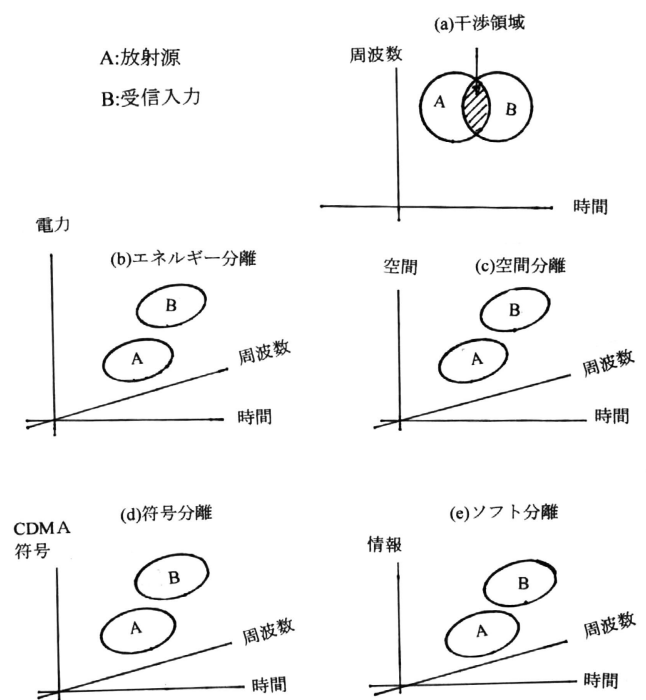 A:放射源
B:受信入力
(a)干渉領域
周波数
A
B
時間
電力
(b)エネルギー分離
B
A
周波数
時間
空間
(c)空間分離
B
A
周波数
時間
CDMA
符号
(d)符号分離
B
A
周波数
時間
情報
(e)ソフト分離
B
A
周波数
時間